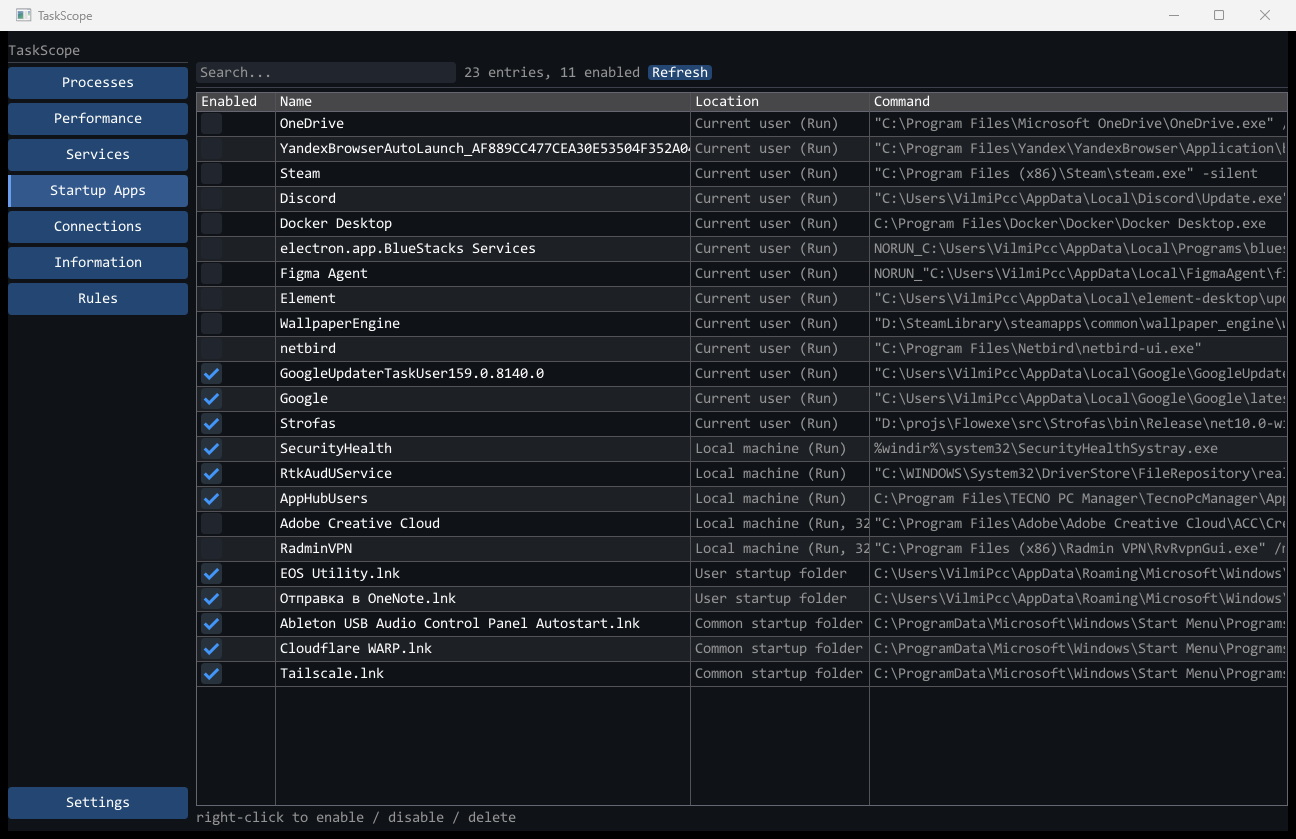 TaskScope
TaskScope
Processes
Performance
Services
Startup Apps
Connections
Information
Rules
Settings
Search... 23 entries, 11 enabled Refresh
Enabled Name Location Command
OneDrive Current user (Run) "C:\Program Files\Microsoft OneDrive\OneDrive.exe" /
YandexBrowserAutoLaunch_AF889CC477CEA30E53504F352A04 Current user (Run) "C:\Program Files\Yandex\YandexBrowser\Application\b
Steam Current user (Run) "C:\Program Files (x86)\Steam\steam.exe" -silent
Discord Current user (Run) "C:\Users\VilmiPcc\AppData\Local\Discord\Update.exe"
Docker Desktop Current user (Run) C:\Program Files\Docker\Docker\Docker Desktop.exe
electron.app.BlueStacks Services Current user (Run) NORUN_C:\Users\VilmiPcc\AppData\Local\Programs\blues
Figma Agent Current user (Run) NORUN_"C:\Users\VilmiPcc\AppData\Local\FigmaAgent\fi
Element Current user (Run) "C:\Users\VilmiPcc\AppData\Local\element-desktop\upd
WallpaperEngine Current user (Run) "D:\SteamLibrary\steamapps\common\wallpaper_engine\w
netbird Current user (Run) "C:\Program Files\Netbird\netbird-ui.exe"
GoogleUpdaterTaskUser159.0.8140.0 Current user (Run) "C:\Users\VilmiPcc\AppData\Local\Google\GoogleUpdate
Google Current user (Run) "C:\Users\VilmiPcc\AppData\Local\Google\Google\lates
Strofas Current user (Run) "D:\projs\Flowexe\src\Strofas\bin\Release\net10.0-wi
SecurityHealth Local machine (Run) %windir%\system32\SecurityHealthSystray.exe
RtkAudUService Local machine (Run) "C:\WINDOWS\System32\DriverStore\FileRepository\real
AppHubUsers Local machine (Run) C:\Program Files\TECNO PC Manager\TecnoPcManager\App
Adobe Creative Cloud Local machine (Run, 32 "C:\Program Files\Adobe\Adobe Creative Cloud\ACC\Cre
RadminVPN Local machine (Run, 32 "C:\Program Files (x86)\Radmin VPN\RvRvpnGui.exe" /m
EOS Utility.lnk User startup folder C:\Users\VilmiPcc\AppData\Roaming\Microsoft\Windows\
Отправка в OneNote.lnk User startup folder C:\Users\VilmiPcc\AppData\Roaming\Microsoft\Windows\
Ableton USB Audio Control Panel Autostart.lnk Common startup folder C:\ProgramData\Microsoft\Windows\Start Menu\Programs
Cloudflare WARP.lnk Common startup folder C:\ProgramData\Microsoft\Windows\Start Menu\Programs
Tailscale.lnk Common startup folder C:\ProgramData\Microsoft\Windows\Start Menu\Programs
right-click to enable / disable / delete